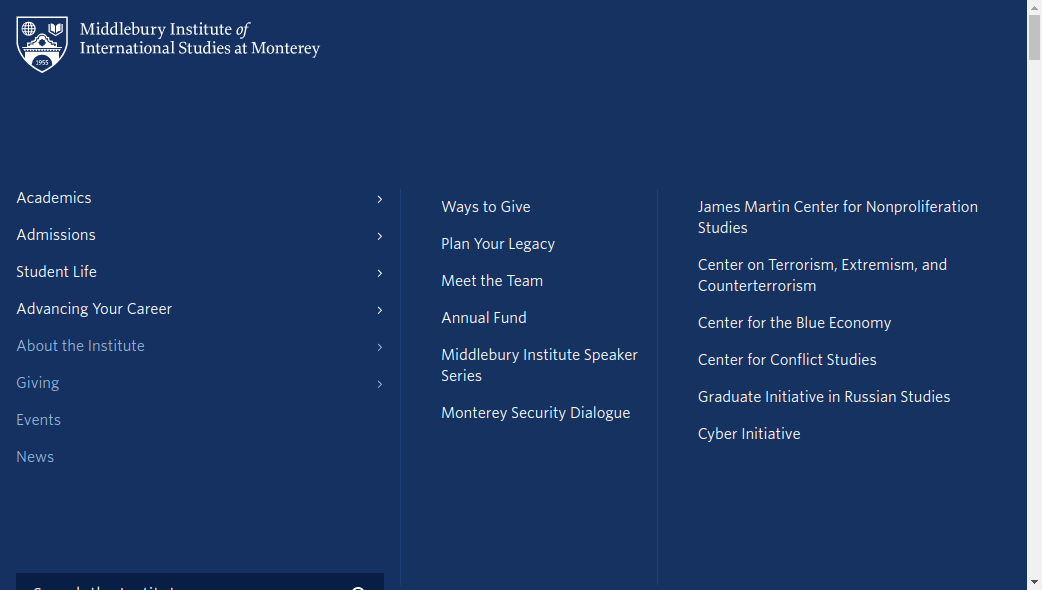 Middlebury Institute of
International Studies at Monterey
1955
Academics
Admissions
Student Life
Advancing Your Career
About the Institute
Giving
Events
News
Ways to Give
Plan Your Legacy
Meet the Team
Annual Fund
Middlebury Institute Speaker
Series
Monterey Security Dialogue
James Martin Center for Nonproliferation
Studies
Center on Terrorism, Extremism, and
Counterterrorism
Center for the Blue Economy
Center for Conflict Studies
Graduate Initiative in Russian Studies
Cyber Initiative